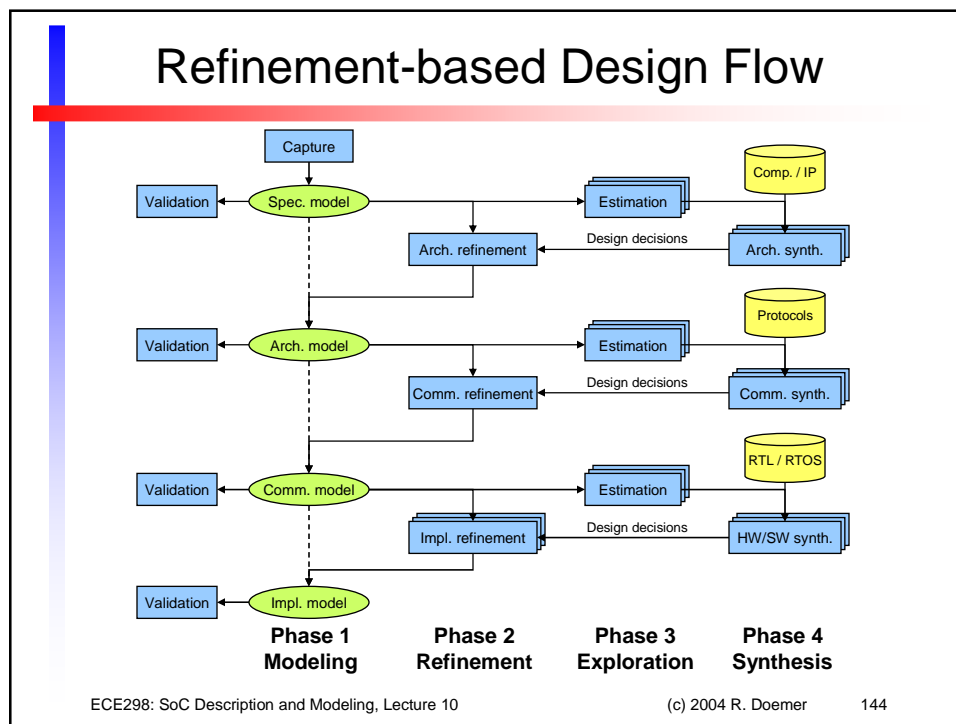 Refinement-based Design Flow
Capture
Comp. / IP
Validation
Spec. model
Estimation
Arch. refinement
Design decisions
Arch. synth.
Protocols
Validation
Arch. model
Estimation
Comm. refinement
Design decisions
Comm. synth.
RTL / RTOS
Validation
Comm. model
Estimation
Impl. refinement
Design decisions
HW/SW synth.
Validation
Impl. model
Phase 1
Modeling
Phase 2
Refinement
Phase 3
Exploration
Phase 4
Synthesis
ECE298: SoC Description and Modeling, Lecture 10
(c) 2004 R. Doemer
144